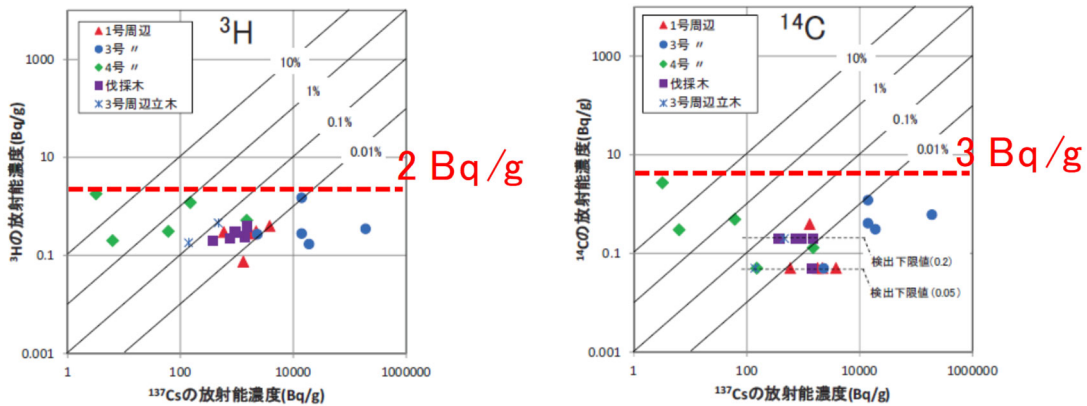 ³H
▲ 1号周辺
● 3号 〃
◆ 4号 〃
■ 伐採木
× 3号周辺立木
10%
1%
0.1%
0.01%
2 Bq/g
³Hの放射能濃度(Bq/g)
1000
10
0.1
0.001
1
100
10000
1000000
¹³⁷Csの放射能濃度(Bq/g)
¹⁴C
▲ 1号周辺
● 3号 〃
◆ 4号 〃
■ 伐採木
× 3号周辺立木
10%
1%
0.1%
0.01%
3 Bq/g
¹⁴Cの放射能濃度(Bq/g)
1000
10
0.1
0.001
検出下限値(0.2)
検出下限値(0.05)
1
100
10000
1000000
¹³⁷Csの放射能濃度(Bq/g)